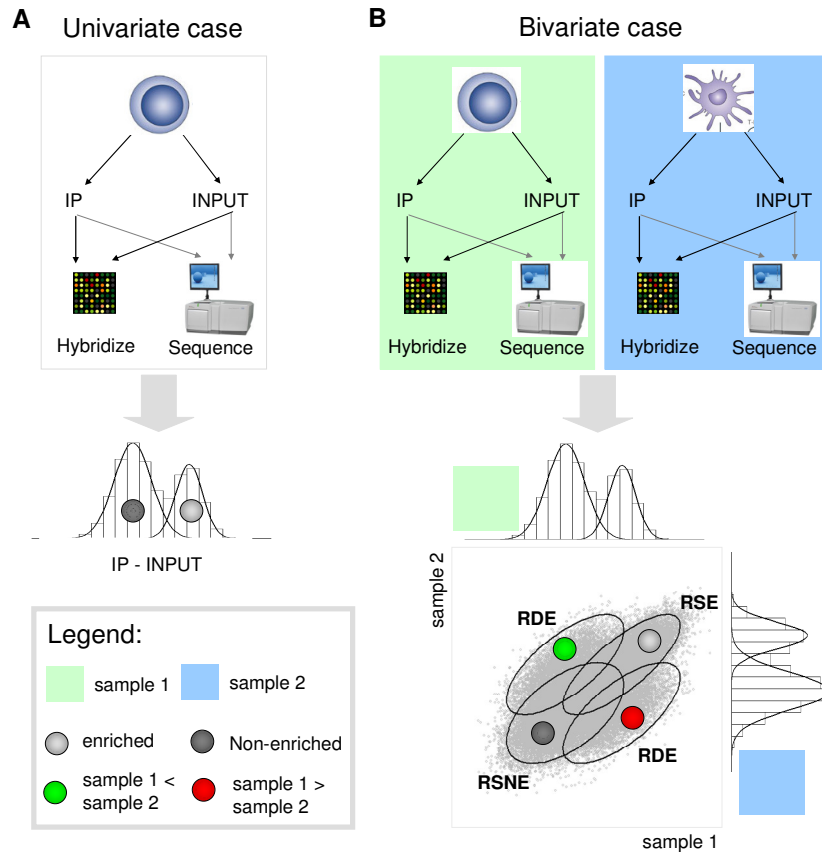 A
Univariate case
IP
INPUT
Hybridize
Sequence
IP - INPUT
Legend:
sample 1
sample 2
enriched
Non-enriched
sample 1 <
sample 2
sample 1 >
sample 2
B
Bivariate case
IP
INPUT
Hybridize
Sequence
IP
INPUT
Hybridize
Sequence
sample 2
RDE
RSE
RSNE
RDE
sample 1